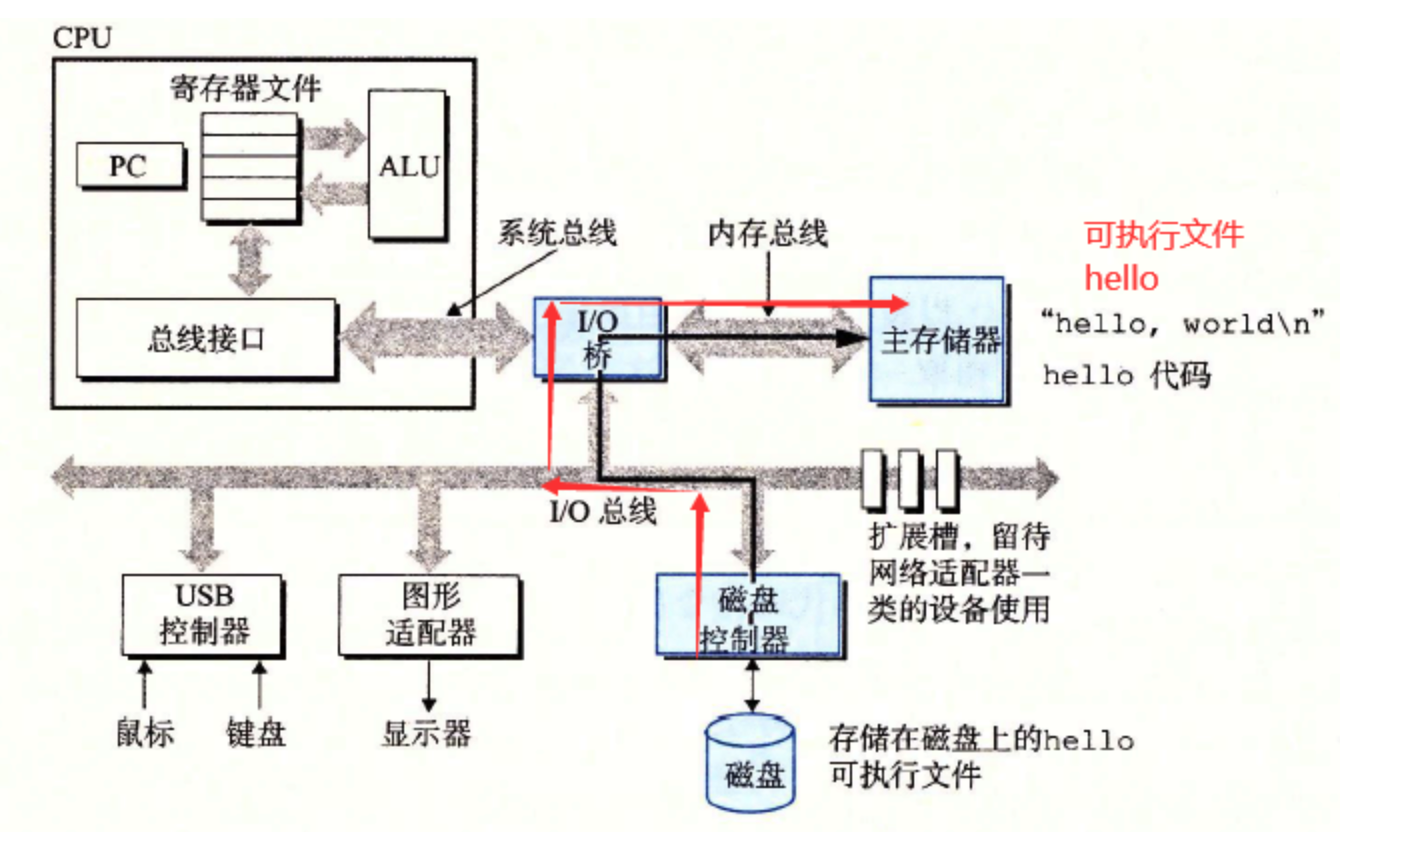 CPU
寄存器文件
PC
ALU
系统总线
内存总线
可执行文件
hello
总线接口
I/O
桥
主存储器
“hello, world\n”
hello 代码
I/O 总线
扩展槽，留待
网络适配器一
类的设备使用
USB
控制器
图形
适配器
磁盘
控制器
鼠标
键盘
显示器
磁盘
存储在磁盘上的hello
可执行文件